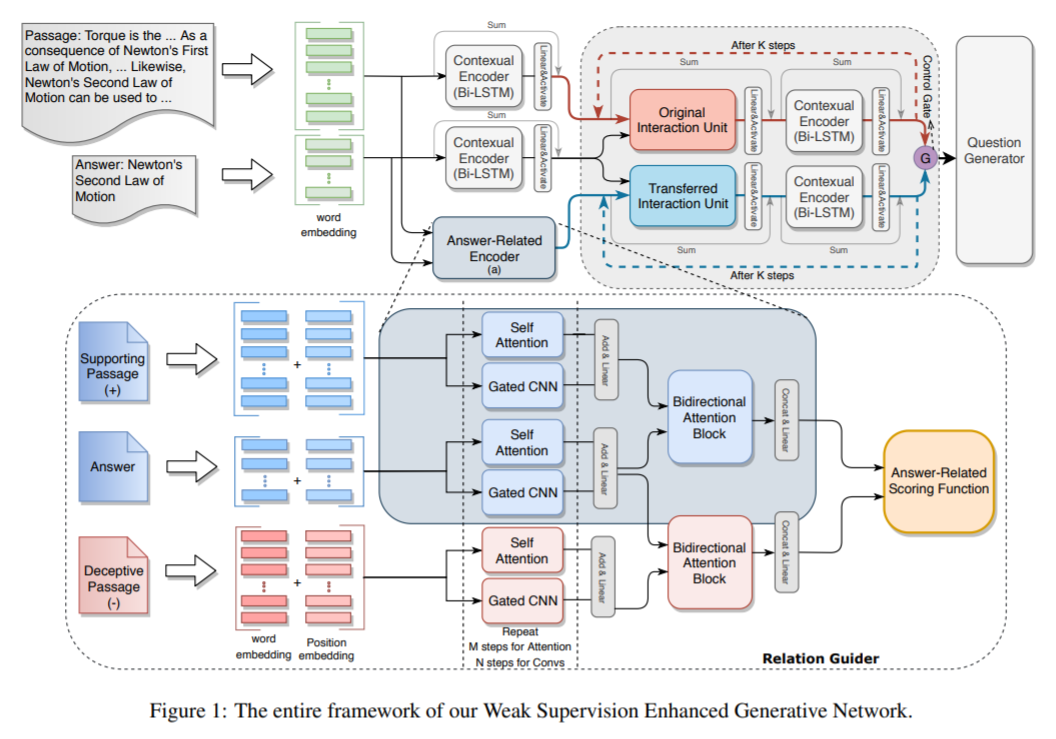 Passage: Torque is the ... As a
consequence of Newton's First
Law of Motion, ... Likewise,
Newton's Second Law of
Motion can be used to ...
Answer: Newton's
Second Law of
Motion
word
embedding
Sum
Contexual
Encoder
(Bi-LSTM)
Linear&Activate
Sum
Contexual
Encoder
(Bi-LSTM)
Linear&Activate
Answer-Related
Encoder
(a)
After K steps
Sum
Sum
Original
Interaction Unit
Linear&Activate
Contexual
Encoder
(Bi-LSTM)
Linear&Activate
Control Gate
G
Transferred
Interaction Unit
Linear&Activate
Contexual
Encoder
(Bi-LSTM)
Linear&Activate
Sum
Sum
After K steps
Question
Generator
Supporting
Passage
(+)
+
Self
Attention
Gated CNN
Add & Linear
Bidirectional
Attention
Block
Concat & Linear
Answer
+
Self
Attention
Gated CNN
Add & Linear
Answer-Related
Scoring Function
Deceptive
Passage
(-)
+
Self
Attention
Gated CNN
Add & Linear
Bidirectional
Attention
Block
Concat & Linear
word
embedding
Position
embedding
Repeat
M steps for Attention
N steps for Convs
Relation Guider
Figure 1: The entire framework of our Weak Supervision Enhanced Generative Network.